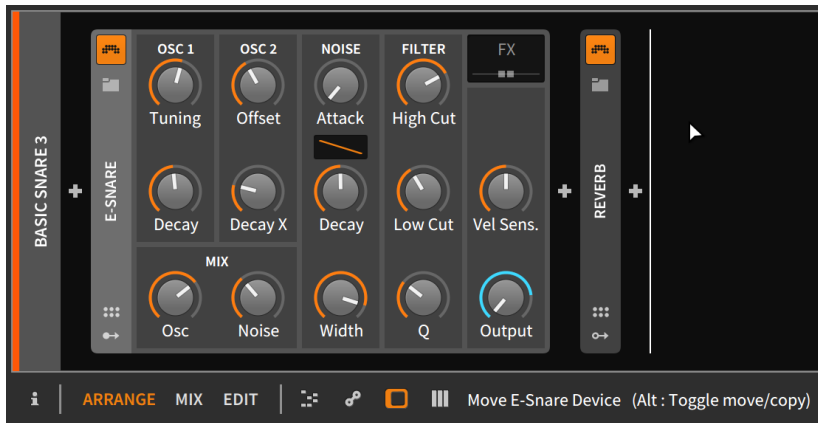 BASIC SNARE 3
E-SNARE
OSC 1 OSC 2 NOISE FILTER FX
Tuning Offset Attack High Cut
Decay Decay X Decay Low Cut Vel Sens.
MIX
Osc Noise Width Q Output
REVERB
i ARRANGE MIX EDIT Move E-Snare Device (Alt : Toggle move/copy)